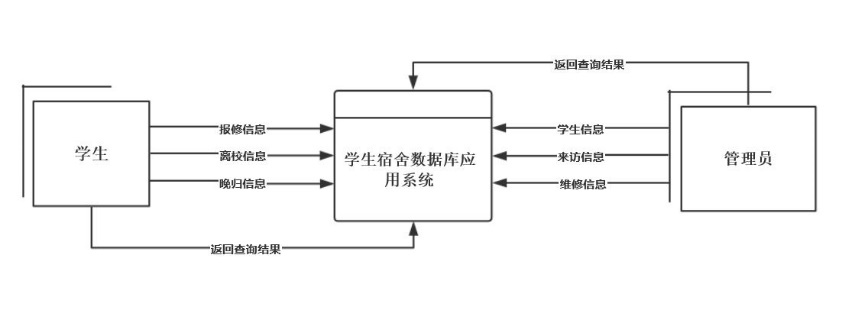 返回查询结果
学生
报修信息
离校信息
晚归信息
学生宿舍数据库应
用系统
学生信息
来访信息
维修信息
管理员
返回查询结果